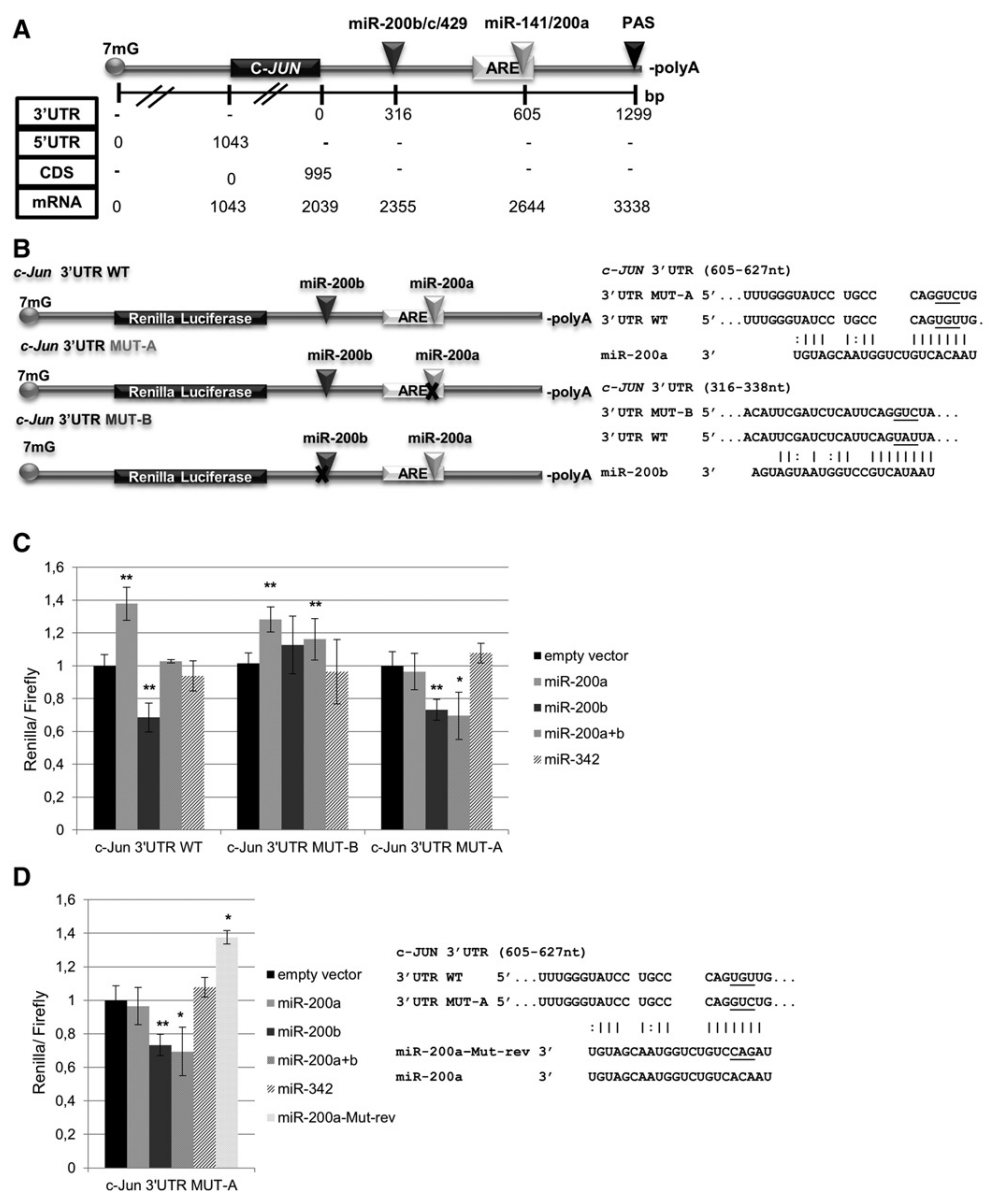 A
miR-200b/c/429 miR-141/200a PAS
7mG
C-JUN ARE -polyA
bp
3'UTR - - 0 316 605 1299
5'UTR 0 1043 - - - -
CDS - 0 995 - - -
mRNA 0 1043 2039 2355 2644 3338
B
c-Jun 3'UTR WT
miR-200b miR-200a
7mG
Renilla Luciferase ARE -polyA
c-Jun 3'UTR MUT-A
miR-200b miR-200a
7mG
Renilla Luciferase ARE -polyA
c-Jun 3'UTR MUT-B
miR-200b miR-200a
7mG
Renilla Luciferase ARE -polyA
c-JUN 3'UTR (605-627nt)
3'UTR MUT-A 5'...UUUGGGUAUCC UGCC CAGGUCUG
3'UTR WT 5'...UUUGGGUAUCC UGCC CAGUGUUG.
:||| |:|| |||||||
miR-200a 3' UGUAGCAAUGGUCUGUCACAAU
c-JUN 3'UTR (316-338nt)
3'UTR MUT-B 5'...ACAUUCGAUCUCAUUCAGGUCUA...
3'UTR WT 5'...ACAUUCGAUCUCAUUCAGUAUUA...
||: |:|| ||||||||
miR-200b 3' AGUAGUAAUGGUCCGUCAUAAU
C
Renilla/ Firefly
1,6
1,4
1,2
1
0,8
0,6
0,4
0,2
0
** ** ** ** ** *
c-Jun 3'UTR WT c-Jun 3'UTR MUT-B c-Jun 3'UTR MUT-A
empty vector
miR-200a
miR-200b
miR-200a+b
miR-342
D
Renilla/ Firefly
1,6
1,4
1,2
1
0,8
0,6
0,4
0,2
0
** * *
c-Jun 3'UTR MUT-A
empty vector
miR-200a
miR-200b
miR-200a+b
miR-342
miR-200a-Mut-rev
c-JUN 3'UTR (605-627nt)
3'UTR WT 5'...UUUGGGUAUCC UGCC CAGUGUUG...
3'UTR MUT-A 5'...UUUGGGUAUCC UGCC CAGGUCUG...
:||| |:|| |||||||
miR-200a-Mut-rev 3' UGUAGCAAUGGUCUGUCCAGAU
miR-200a 3' UGUAGCAAUGGUCUGUCACAAU